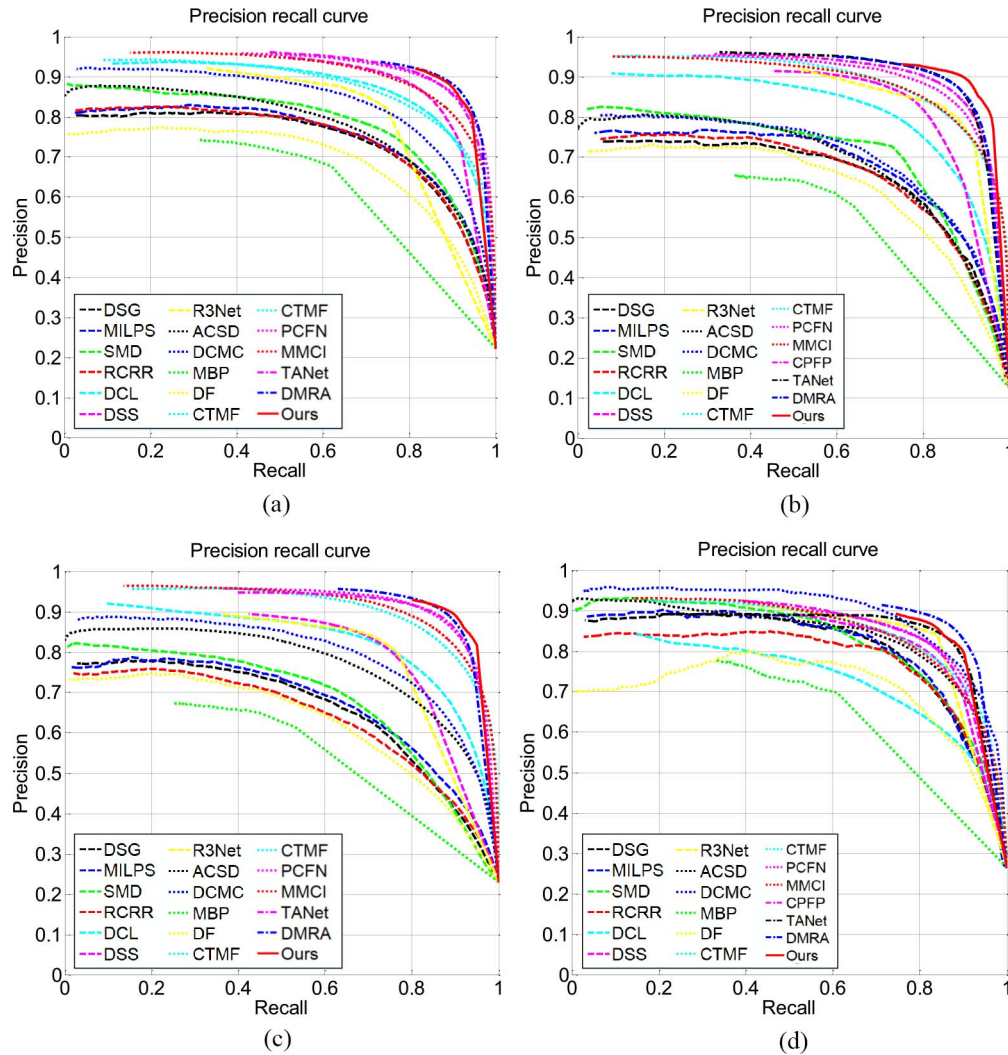 Precision recall curve
1
0.9
0.8
0.7
0.6
0.5
0.4
0.3
0.2
0.1
0
Precision
DSG R3Net CTMF
MILPS ACSD PCFN
SMD DCMC MMCI
RCRR MBP TANet
DCL DF DMRA
DSS CTMF Ours
0 0.2 0.4 0.6 0.8 1
Recall
(a)
Precision recall curve
1
0.9
0.8
0.7
0.6
0.5
0.4
0.3
0.2
0.1
0
Precision
DSG R3Net CTMF
MILPS ACSD PCFN
SMD DCMC MMCI
RCRR MBP CPFP
DCL DF TANet
DSS CTMF DMRA
Ours
0 0.2 0.4 0.6 0.8 1
Recall
(b)
Precision recall curve
1
0.9
0.8
0.7
0.6
0.5
0.4
0.3
0.2
0.1
0
Precision
DSG R3Net CTMF
MILPS ACSD PCFN
SMD DCMC MMCI
RCRR MBP TANet
DCL DF DMRA
DSS CTMF Ours
0 0.2 0.4 0.6 0.8 1
Recall
(c)
Precision recall curve
1
0.9
0.8
0.7
0.6
0.5
0.4
0.3
0.2
0.1
0
Precision
DSG R3Net CTMF
MILPS ACSD PCFN
SMD DCMC MMCI
RCRR MBP CPFP
DCL DF TANet
DSS CTMF DMRA
Ours
0 0.2 0.4 0.6 0.8 1
Recall
(d)